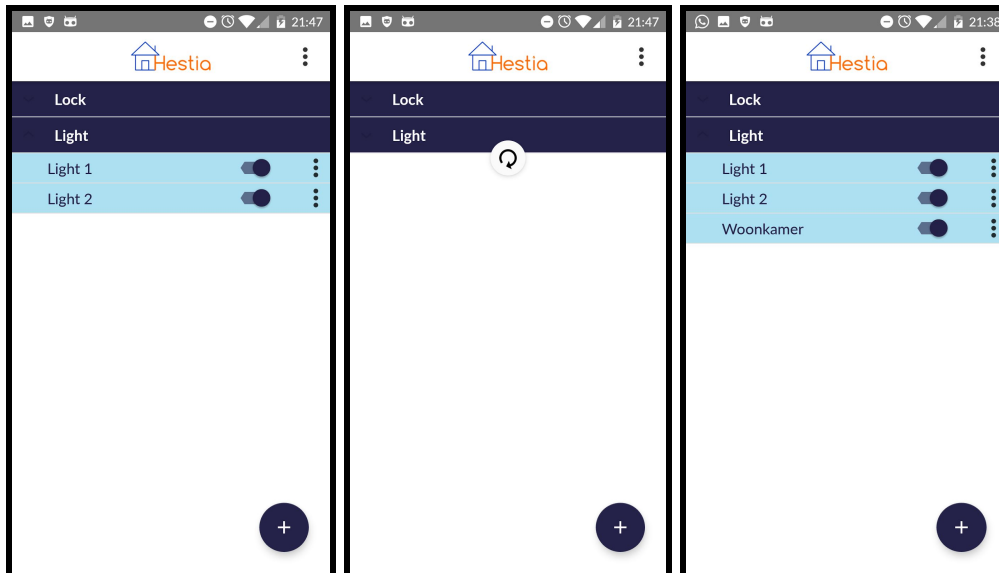 21:47
Hestia
Lock
Light
Light 1
Light 2
+
21:47
Hestia
Lock
Light
+
21:38
Hestia
Lock
Light
Light 1
Light 2
Woonkamer
+